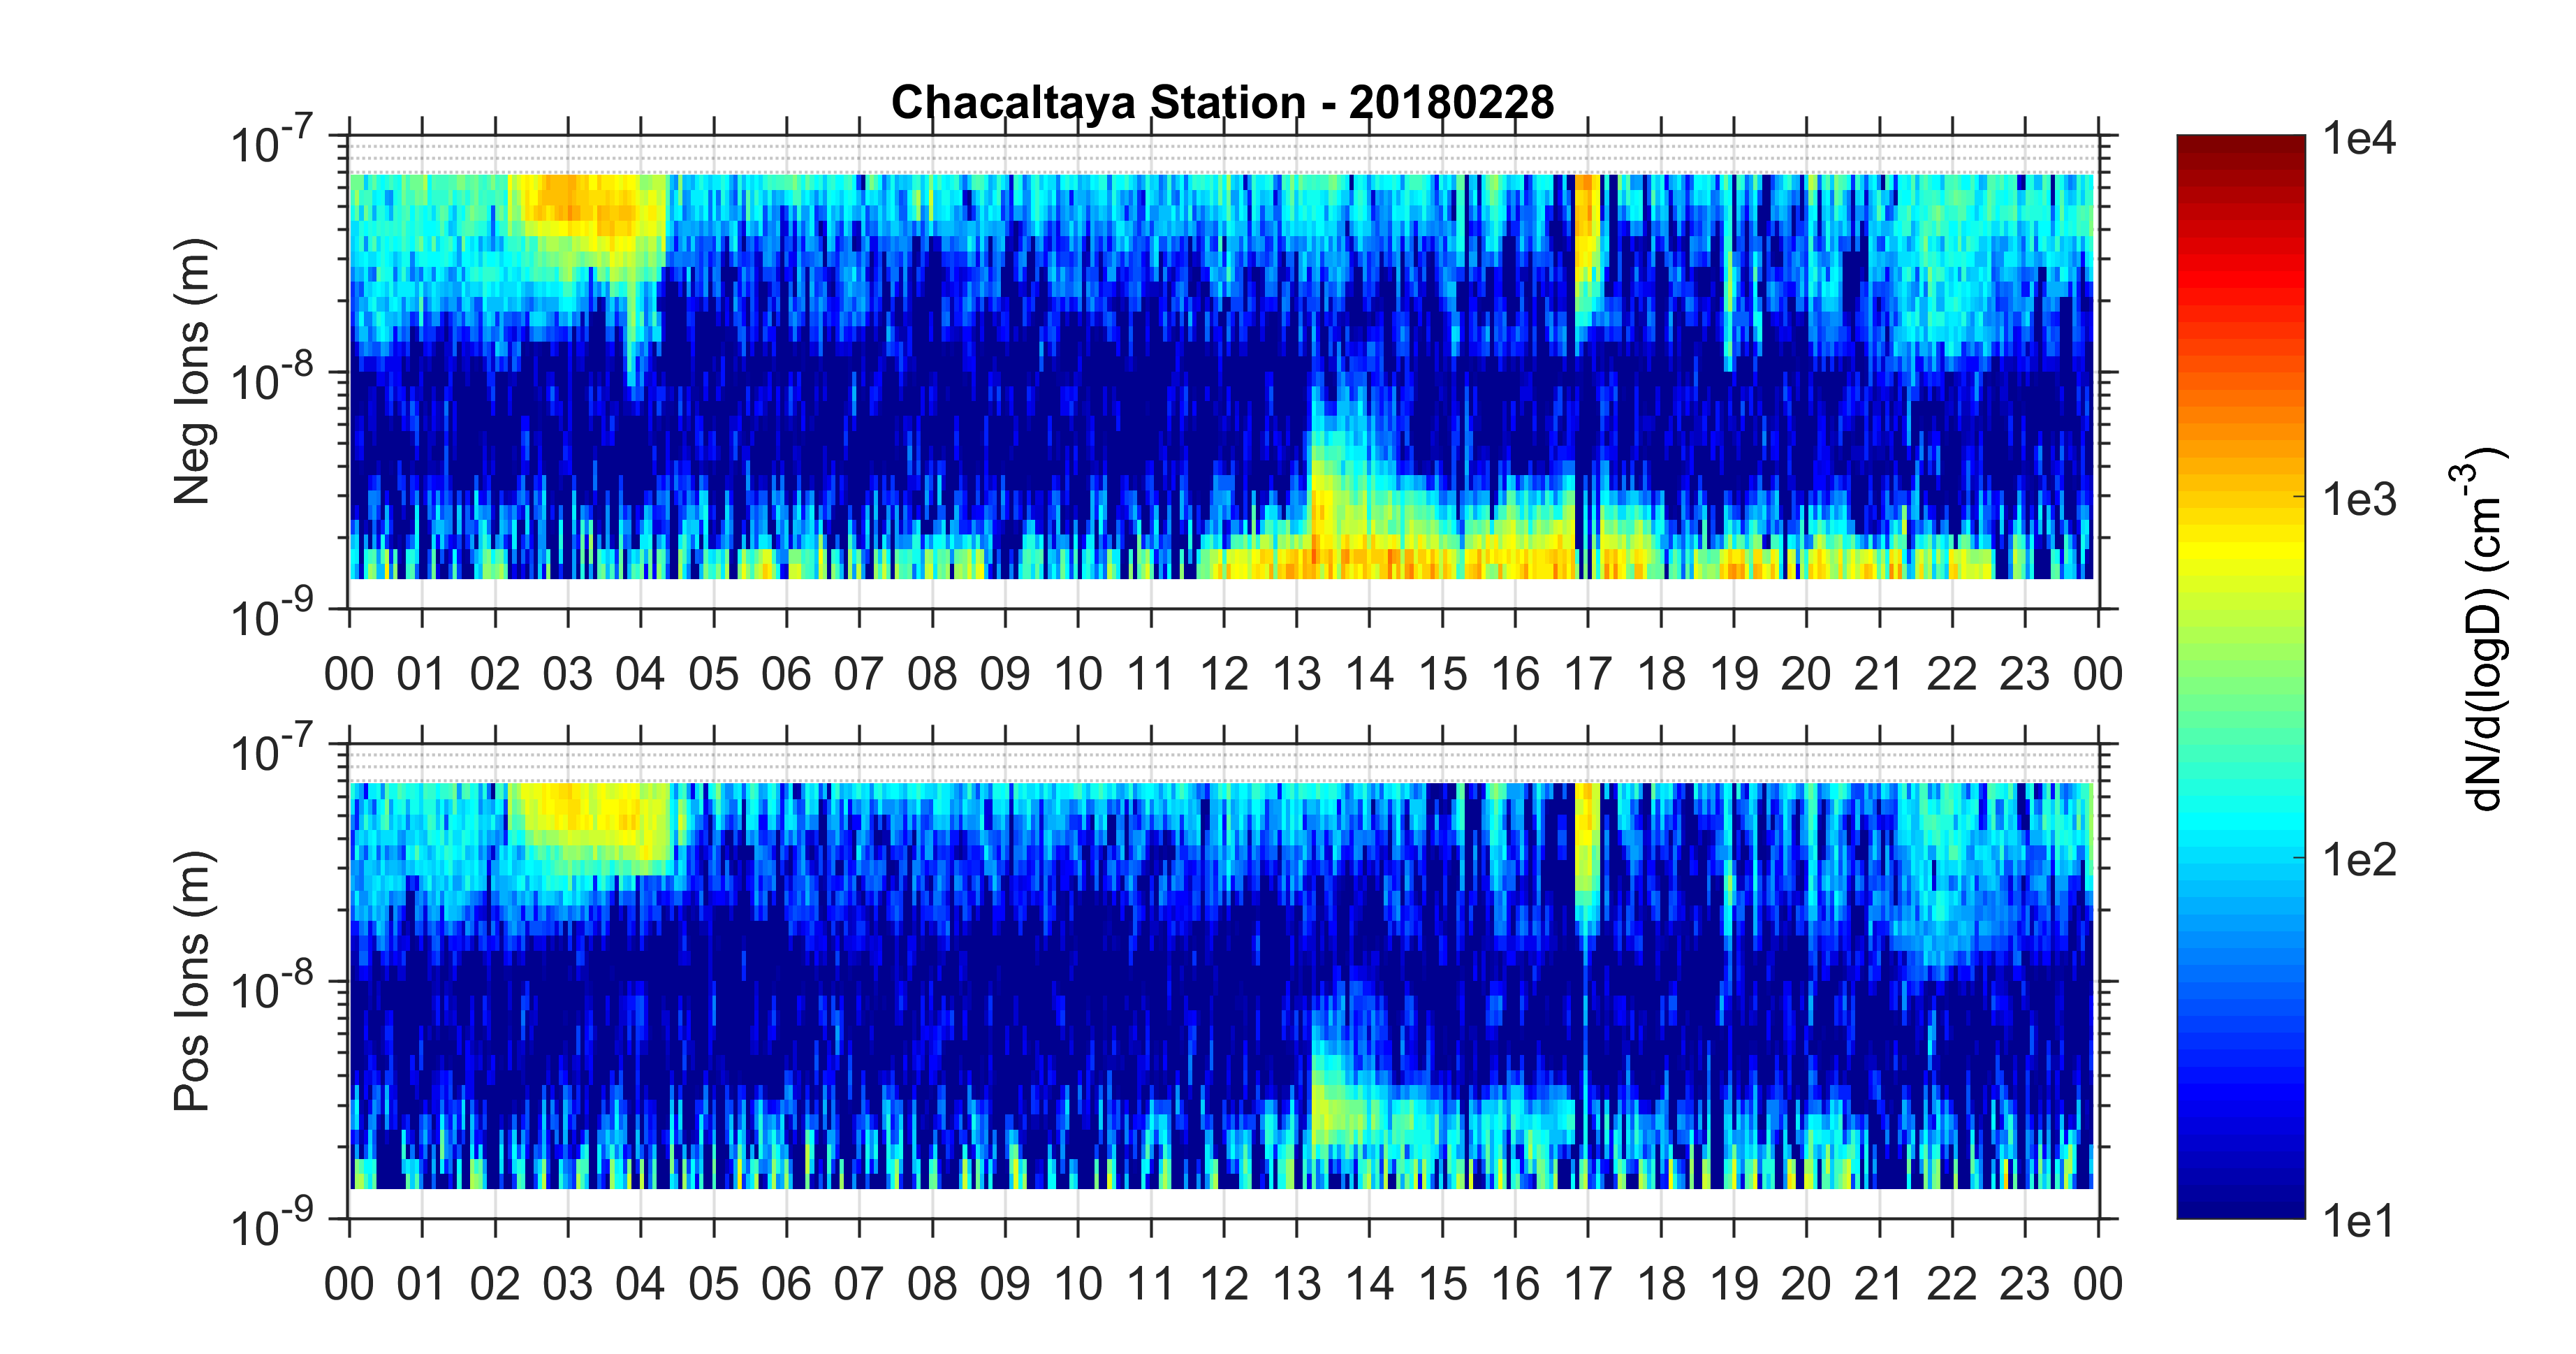 Chacaltaya Station - 20180228
10-7
10-8
10-9
Neg Ions (m)
00 01 02 03 04 05 06 07 08 09 10 11 12 13 14 15 16 17 18 19 20 21 22 23 00
10-7
10-8
10-9
Pos Ions (m)
00 01 02 03 04 05 06 07 08 09 10 11 12 13 14 15 16 17 18 19 20 21 22 23 00
1e4
1e3
1e2
1e1
dN/d(logD) (cm-3)